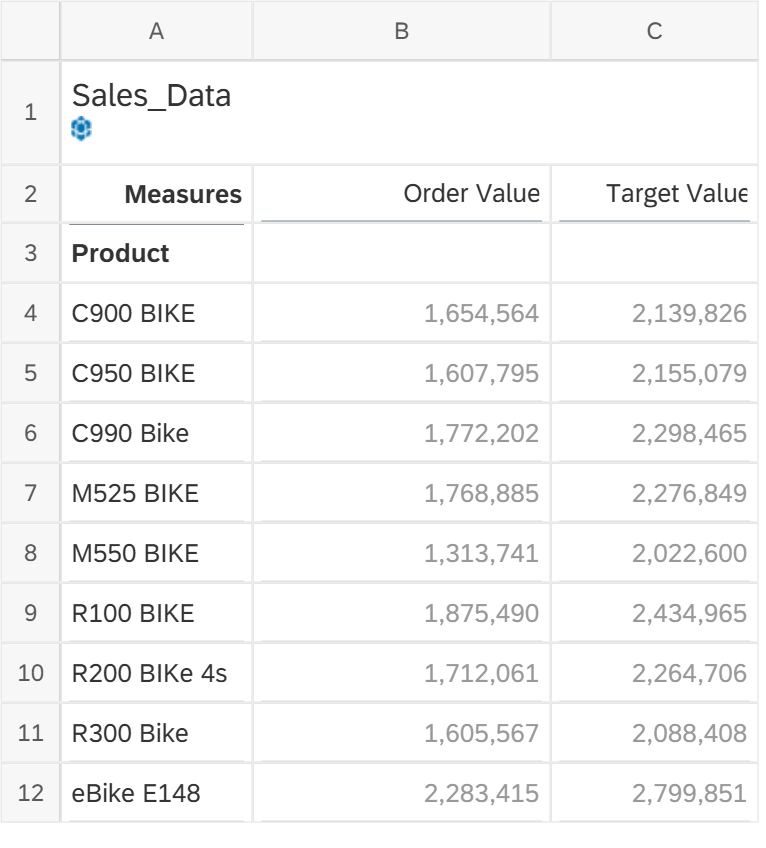 A B C
1 Sales_Data
2 Measures Order Value Target Value
3 Product
4 C900 BIKE 1,654,564 2,139,826
5 C950 BIKE 1,607,795 2,155,079
6 C990 Bike 1,772,202 2,298,465
7 M525 BIKE 1,768,885 2,276,849
8 M550 BIKE 1,313,741 2,022,600
9 R100 BIKE 1,875,490 2,434,965
10 R200 BIKe 4s 1,712,061 2,264,706
11 R300 Bike 1,605,567 2,088,408
12 eBike E148 2,283,415 2,799,851